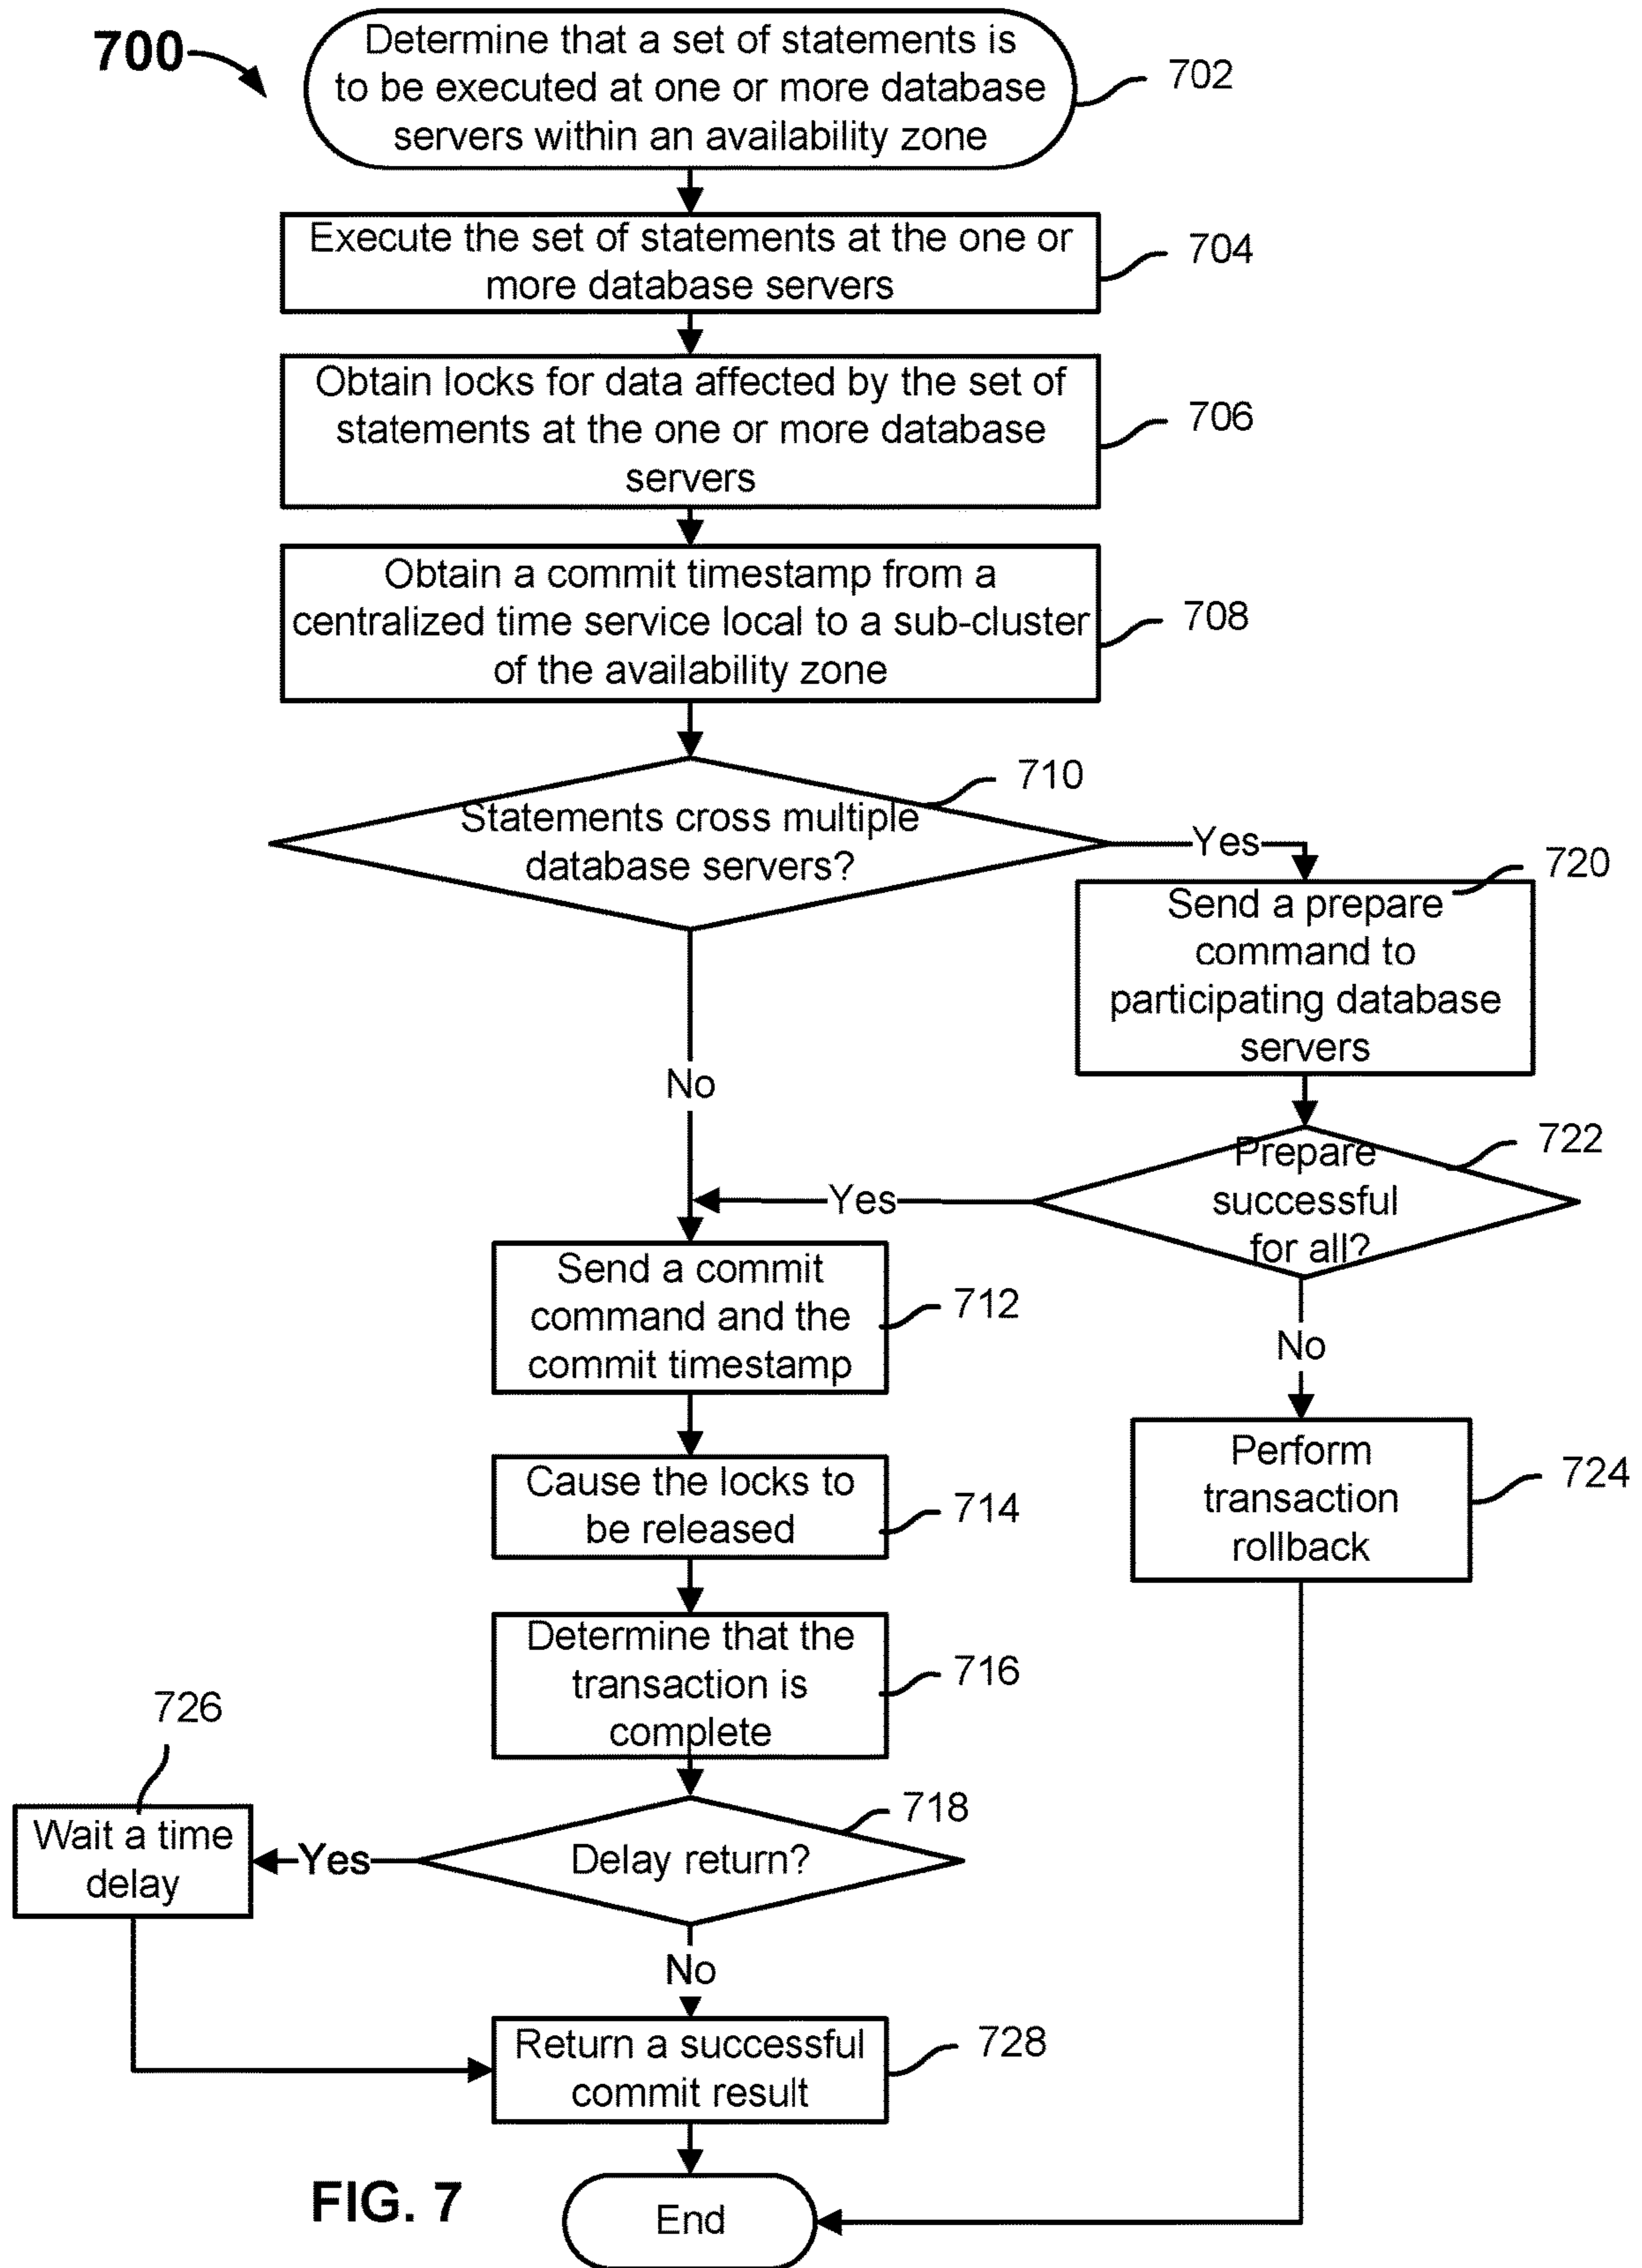 700
Determine that a set of statements is
to be executed at one or more database
servers within an availability zone
702
Execute the set of statements at the one or
more database servers
704
Obtain locks for data affected by the set of
statements at the one or more database
servers
706
Obtain a commit timestamp from a
centralized time service local to a sub-cluster
of the availability zone
708
710
Statements cross multiple
database servers?
Yes
No
720
Send a prepare
command to
participating database
servers
722
Prepare
successful
for all?
Yes
No
Send a commit
command and the
commit timestamp
712
Perform
transaction
rollback
724
Cause the locks to
be released
714
Determine that the
transaction is
complete
716
726
Wait a time
delay
718
Delay return?
Yes
No
Return a successful
commit result
728
FIG. 7
End